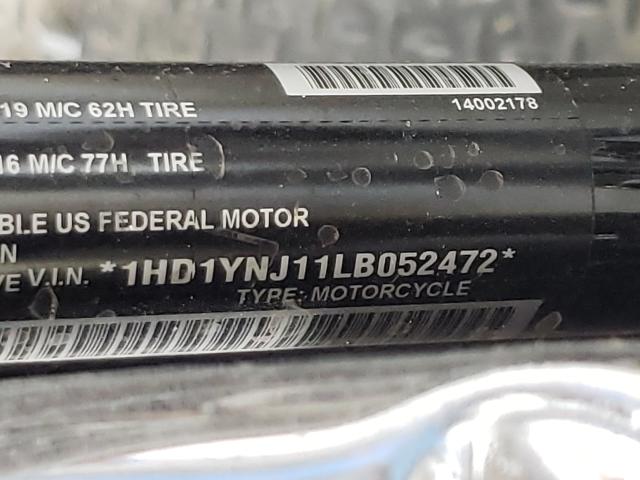 19 M/C 62H TIRE
14002178
16 M/C 77H, TIRE
BLE US FEDERAL MOTOR
N
VE V.I.N. *1HD1YNJ11LB052472*
TYPE: MOTORCYCLE